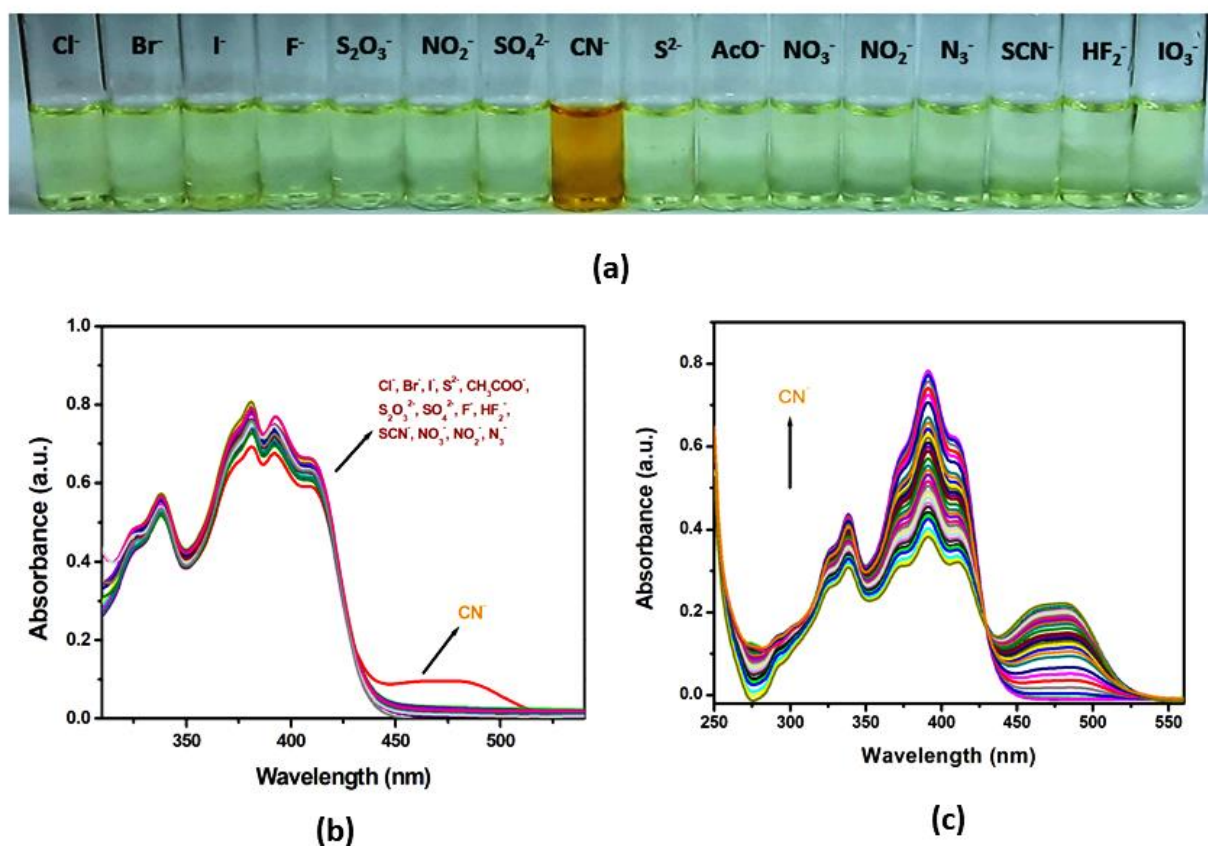 Cl⁻ Br⁻ I⁻ F⁻ S₂O₃⁻ NO₂⁻ SO₄²⁻ CN⁻ S²⁻ AcO⁻ NO₃⁻ NO₂⁻ N₃⁻ SCN⁻ HF₂⁻ IO₃⁻
(a)
1.0
0.8
0.6
0.4
0.2
0.0
Absorbance (a.u.)
Cl⁻, Br⁻, I⁻, S²⁻, CH₃COO⁻,
S₂O₃²⁻, SO₄²⁻, F⁻, HF₂⁻,
SCN⁻, NO₃⁻, NO₂⁻, N₃⁻
CN⁻
350 400 450 500
Wavelength (nm)
(b)
0.8
0.6
0.4
0.2
0.0
Absorbance (a.u.)
CN⁻
250 300 350 400 450 500 550
Wavelength (nm)
(c)